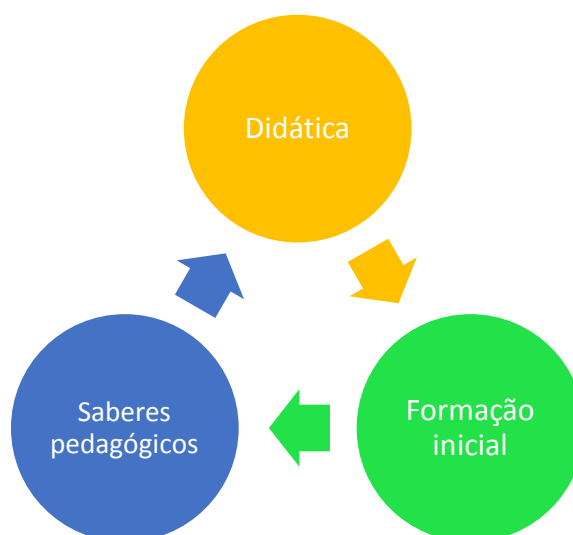 Didática
Saberes
pedagógicos
Formação
inicial